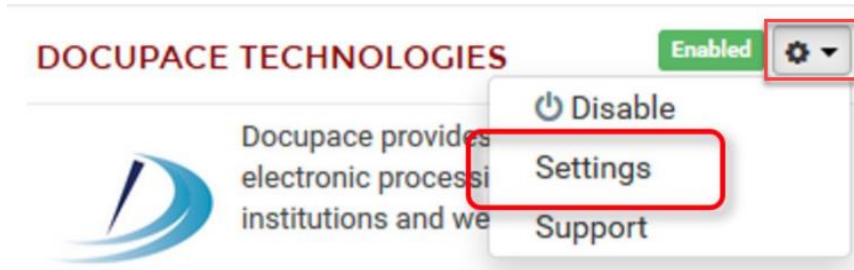 DOCUPACE TECHNOLOGIES
Enabled
Disable
Docupace provides
electronic processi
Settings
institutions and we
Support